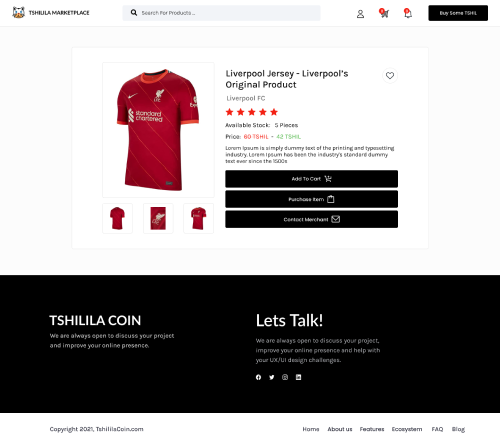 TSHILILA MARKETPLACE
Search For Products ...
Buy Some TSHIL
Liverpool Jersey - Liverpool's
Original Product
Liverpool FC
Available Stock: 5 Pieces
Price: 60 TSHIL - 42 TSHIL
Lorem Ipsum is simply dummy text of the printing and typesetting
industry. Lorem Ipsum has been the industry's standard dummy
text ever since the 1500s
Add To Cart
Purchase Item
Contact Merchant
standard
chartered
TSHILILA COIN
We are always open to discuss your project
and improve your online presence.
Lets Talk!
We are always open to discuss your project,
improve your online presence and help with
your UX/UI design challenges.
Copyright 2021, TshililaCoin.com
Home About us Features Ecosystem FAQ Blog